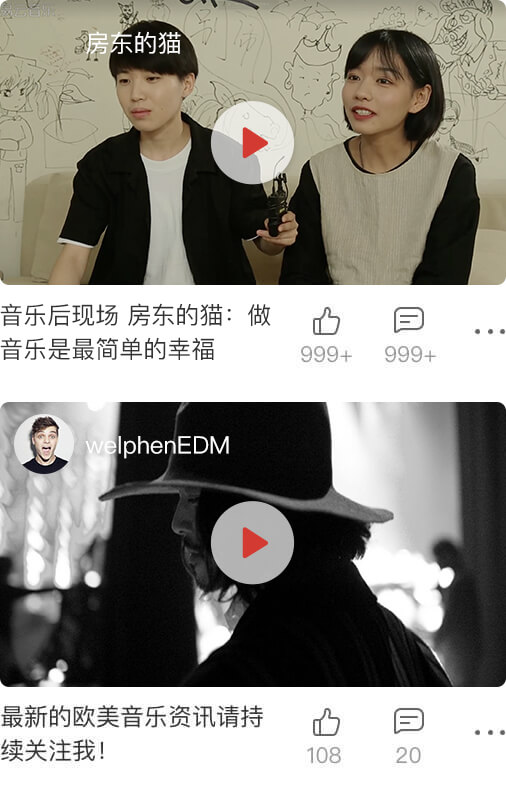 房东的猫
音乐后现场 房东的猫：做
音乐是最简单的幸福
999+
999+
welphenEDM
最新的欧美音乐资讯请持
续关注我！
108
20